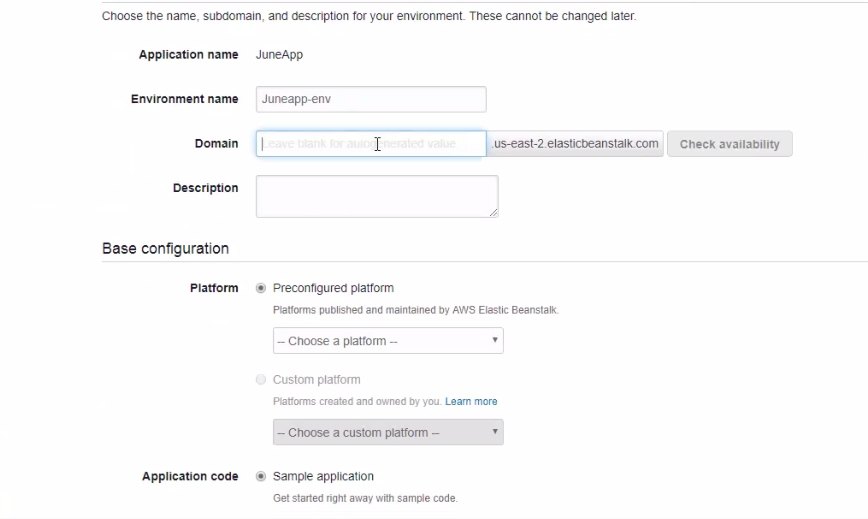 Choose the name, subdomain, and description for your environment. These cannot be changed later.
Application name JuneApp
Environment name Juneapp-env
Domain Leave blank for autogenerated value .us-east-2.elasticbeanstalk.com Check availability
Description
Base configuration
Platform Preconfigured platform
Platforms published and maintained by AWS Elastic Beanstalk.
-- Choose a platform --
Custom platform
Platforms created and owned by you. Learn more
-- Choose a custom platform --
Application code Sample application
Get started right away with sample code.